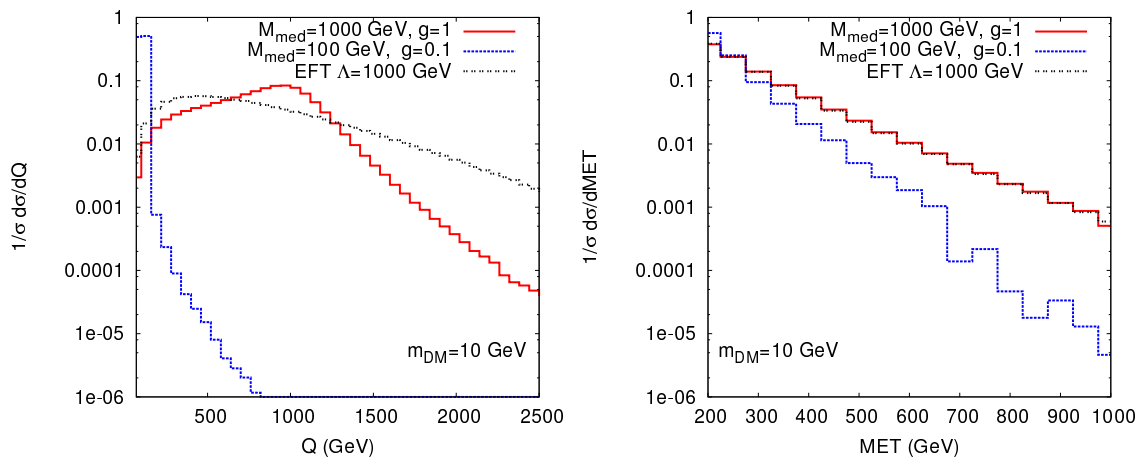 M_med=1000 GeV, g=1
M_med=100 GeV, g=0.1
EFT Λ=1000 GeV
1
0.1
0.01
0.001
0.0001
1e-05
1e-06
1/σ dσ/dQ
m_DM=10 GeV
500 1000 1500 2000 2500
Q (GeV)
M_med=1000 GeV, g=1
M_med=100 GeV, g=0.1
EFT Λ=1000 GeV
1
0.1
0.01
0.001
0.0001
1e-05
1e-06
1/σ dσ/dMET
m_DM=10 GeV
200 300 400 500 600 700 800 900 1000
MET (GeV)